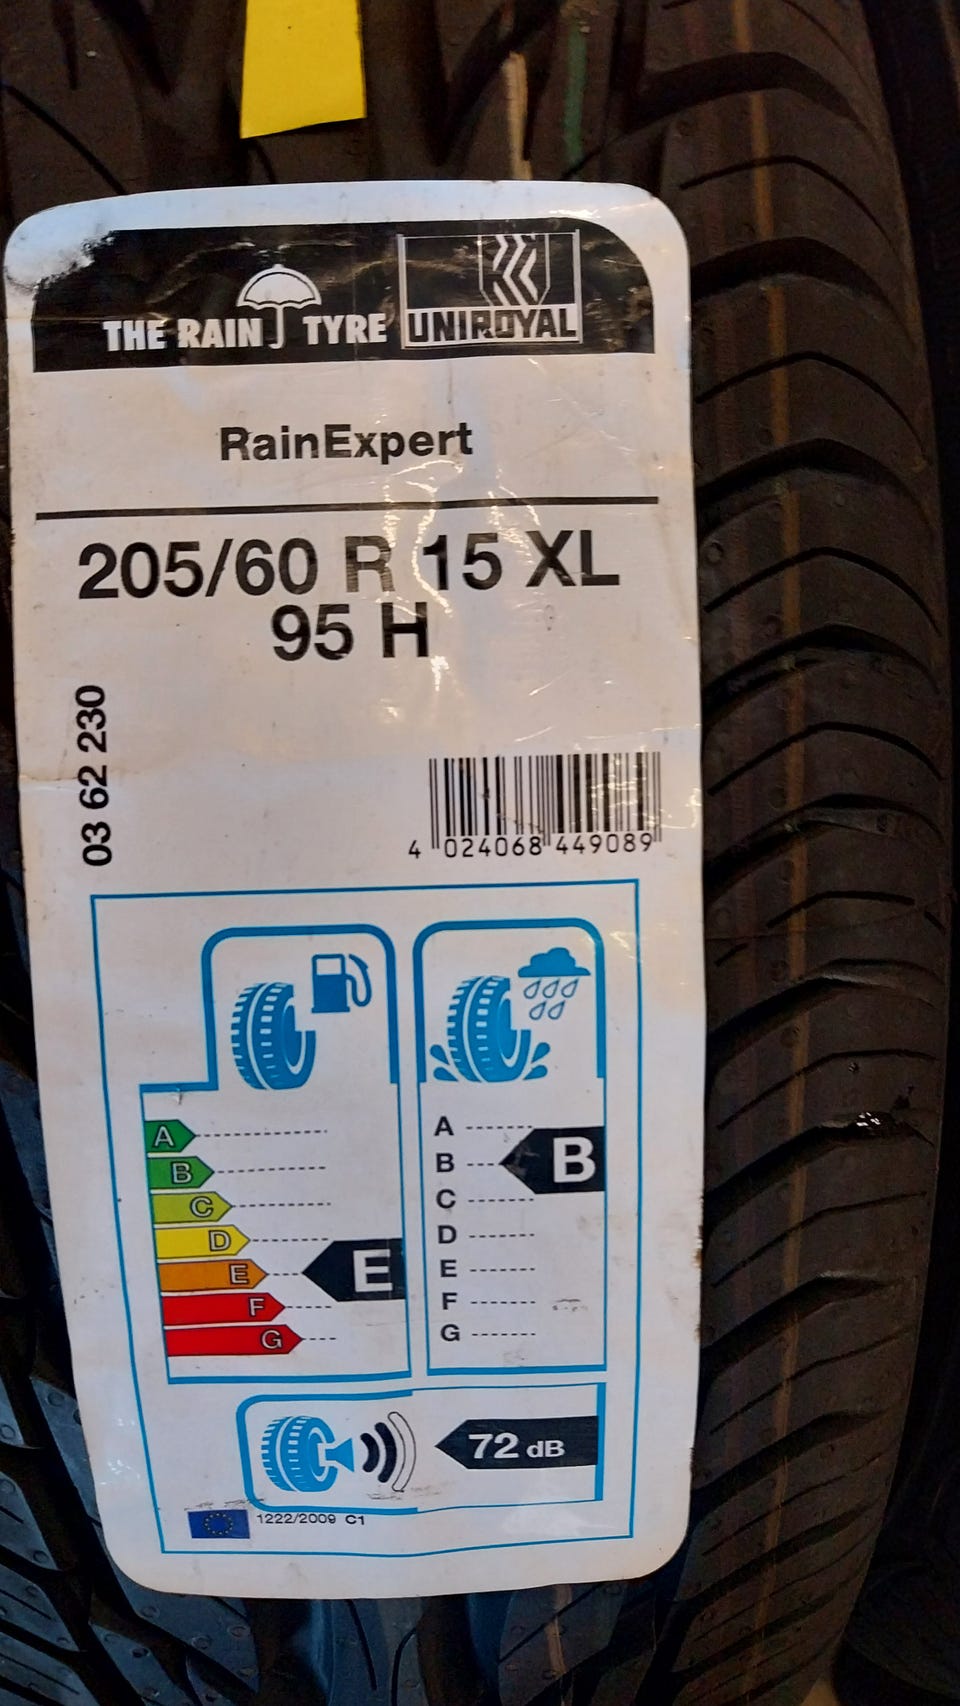 THE RAIN TYRE
UNIROYAL
RainExpert
205/60 R 15 XL
95 H
03 62 230
4 024068 449089
A
B
C
D
E
F
G
E
A
B
C
D
E
F
G
B
72 dB
1222/2009 C1